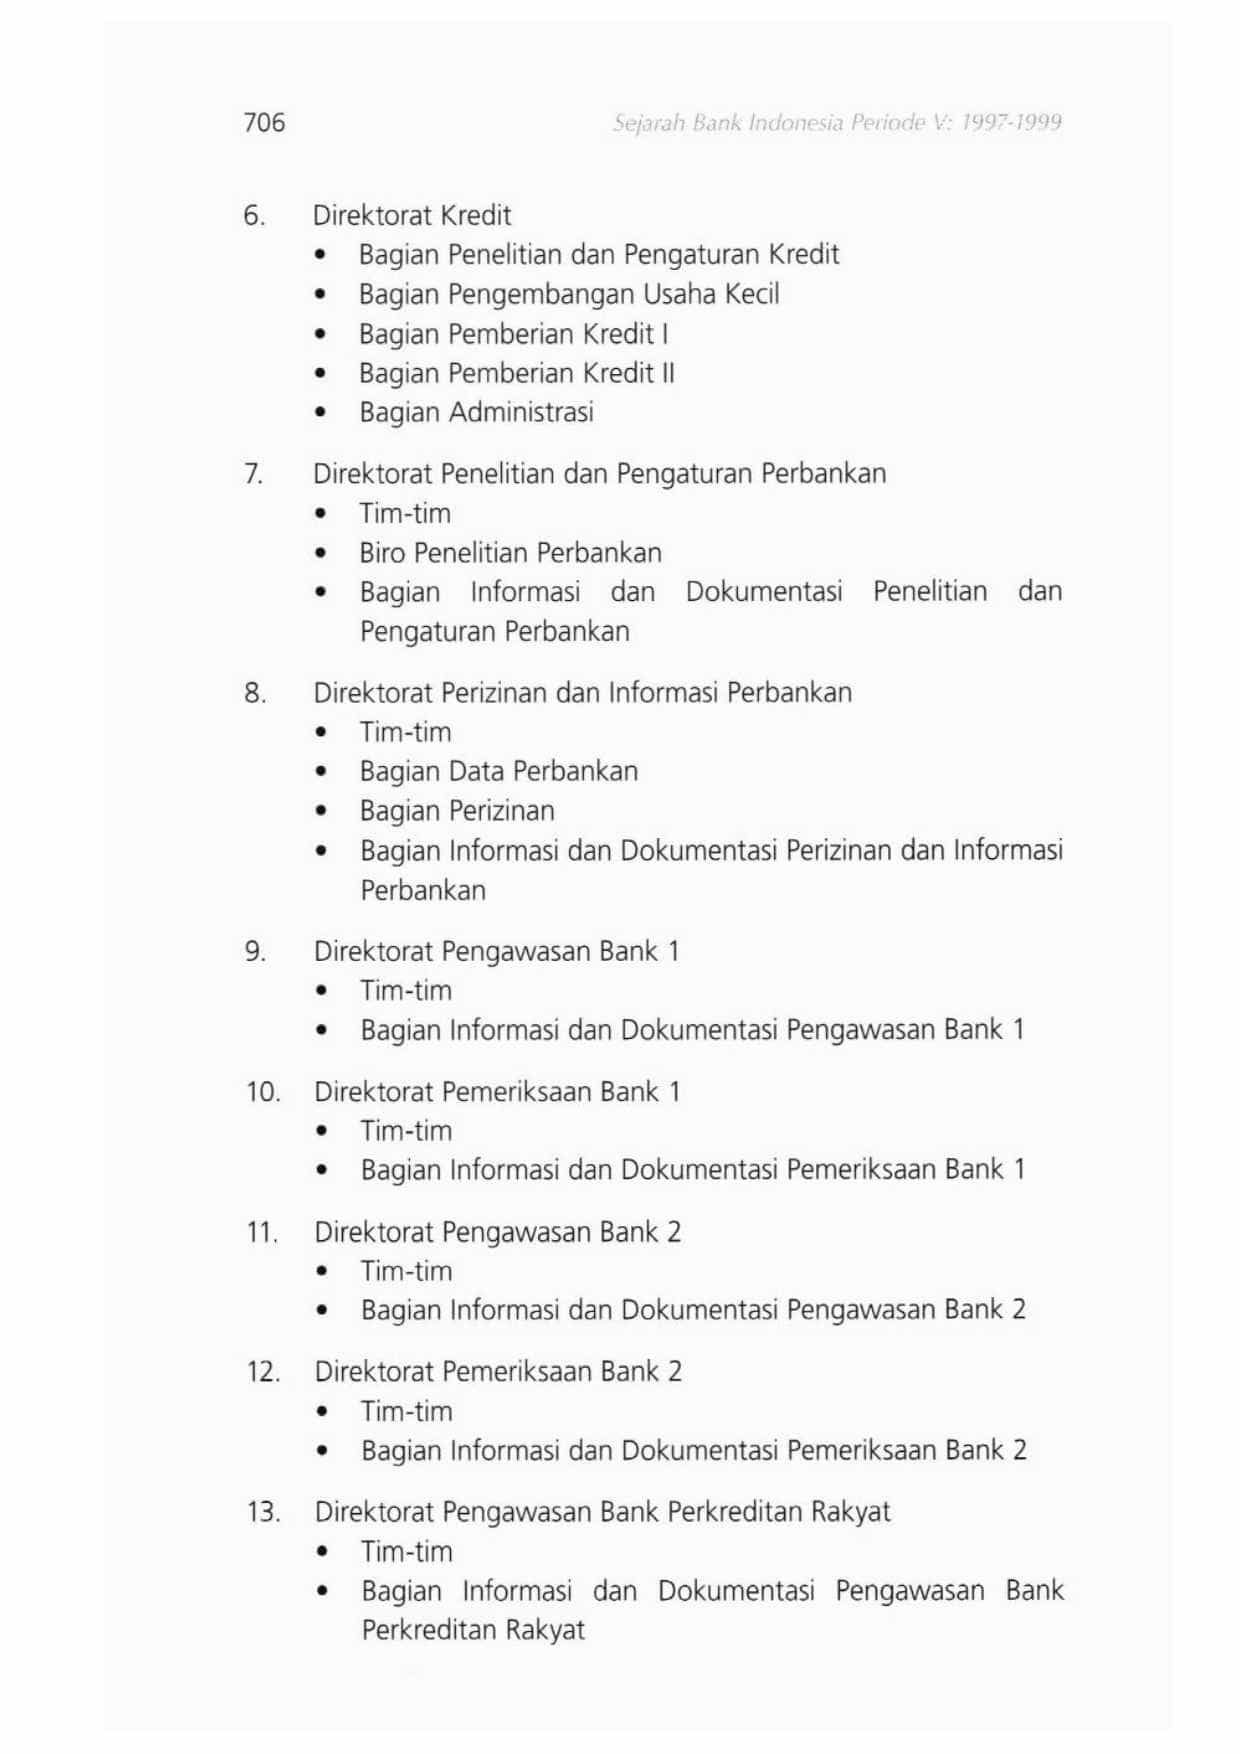 706
Sejarah Bank Indonesia Periode V: 1997-1999
6. Direktorat Kredit
• Bagian Penelitian dan Pengaturan Kredit
• Bagian Pengembangan Usaha Kecil
• Bagian Pemberian Kredit I
• Bagian Pemberian Kredit II
• Bagian Administrasi
7. Direktorat Penelitian dan Pengaturan Perbankan
• Tim-tim
• Biro Penelitian Perbankan
• Bagian Informasi dan Dokumentasi Penelitian dan
Pengaturan Perbankan
8. Direktorat Perizinan dan Informasi Perbankan
• Tim-tim
• Bagian Data Perbankan
• Bagian Perizinan
• Bagian Informasi dan Dokumentasi Perizinan dan Informasi
Perbankan
9. Direktorat Pengawasan Bank 1
• Tim-tim
• Bagian Informasi dan Dokumentasi Pengawasan Bank 1
10. Direktorat Pemeriksaan Bank 1
• Tim-tim
• Bagian Informasi dan Dokumentasi Pemeriksaan Bank 1
11. Direktorat Pengawasan Bank 2
• Tim-tim
• Bagian Informasi dan Dokumentasi Pengawasan Bank 2
12. Direktorat Pemeriksaan Bank 2
• Tim-tim
• Bagian Informasi dan Dokumentasi Pemeriksaan Bank 2
13. Direktorat Pengawasan Bank Perkreditan Rakyat
• Tim-tim
• Bagian Informasi dan Dokumentasi Pengawasan Bank
Perkreditan Rakyat